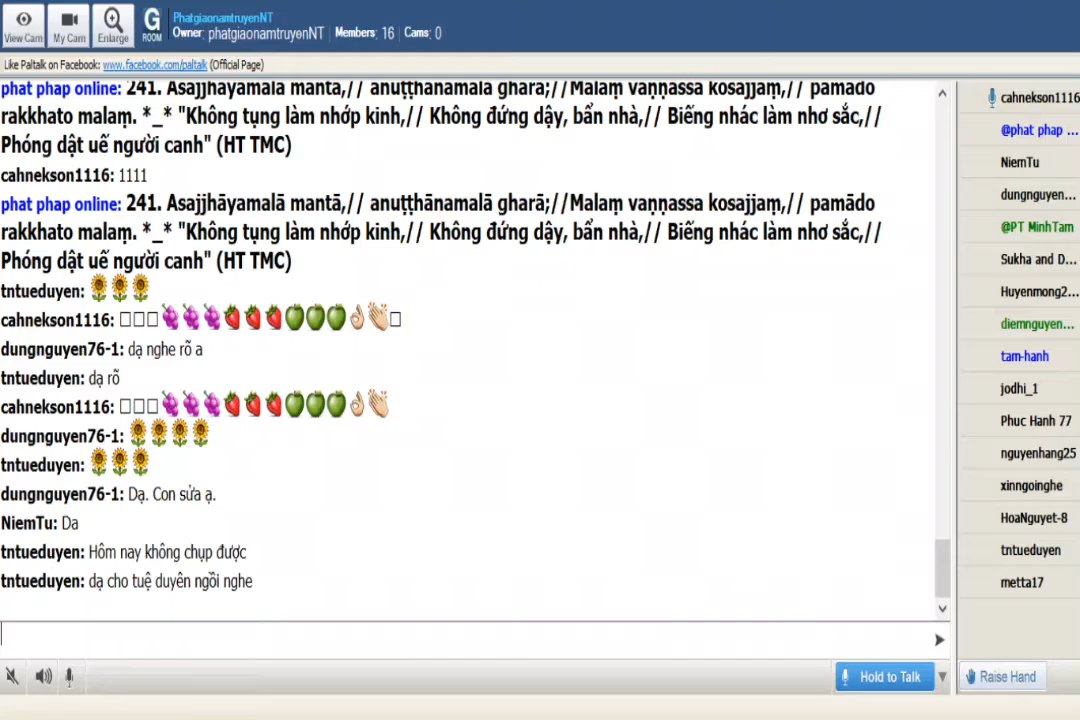 PhatgiaonamtruyenNT
Owner: phatgiaonamtruyenNT | Members: 16 | Cams: 0
View Cam My Cam Enlarge G ROOM
Like Paltalk on Facebook: www.facebook.com/paltalk (Official Page)
phat phap online: 241. Asajjhāyamalā mantā,// anuṭṭhānamalā gharā;//Malaṃ vaṇṇassa kosajjaṃ,// pamādo
rakkhato malaṃ. *_* "Không tụng làm nhớp kinh,// Không đứng dậy, bẩn nhà,// Biếng nhác làm nhơ sắc,//
Phóng dật uế người canh" (HT TMC)
cahnekson1116: 1111
phat phap online: 241. Asajjhāyamalā mantā,// anuṭṭhānamalā gharā;//Malaṃ vaṇṇassa kosajjaṃ,// pamādo
rakkhato malaṃ. *_* "Không tụng làm nhớp kinh,// Không đứng dậy, bẩn nhà,// Biếng nhác làm nhơ sắc,//
Phóng dật uế người canh" (HT TMC)
tntueduyen: 🌻🌻🌻
cahnekson1116: □□□🍇🍇🍇🍓🍓🍓🍏🍏🍏👌👏□
dungnguyen76-1: dạ nghe rõ a
tntueduyen: dạ rõ
cahnekson1116: □□□🍇🍇🍇🍓🍓🍓🍏🍏🍏👌👏
dungnguyen76-1: 🌻🌻🌻🌻
tntueduyen: 🌻🌻🌻
dungnguyen76-1: Dạ. Con sửa ạ.
NiemTu: Da
tntueduyen: Hôm nay không chụp được
tntueduyen: dạ cho tuệ duyên ngồi nghe
cahnekson1116
@phat phap ...
NiemTu
dungnguyen...
@PT MinhTam
Sukha and D...
Huyenmong2...
diemnguyen...
tam-hanh
jodhi_1
Phuc Hanh 77
nguyenhang25
xinngoinghe
HoaNguyet-8
tntueduyen
metta17
Hold to Talk
Raise Hand